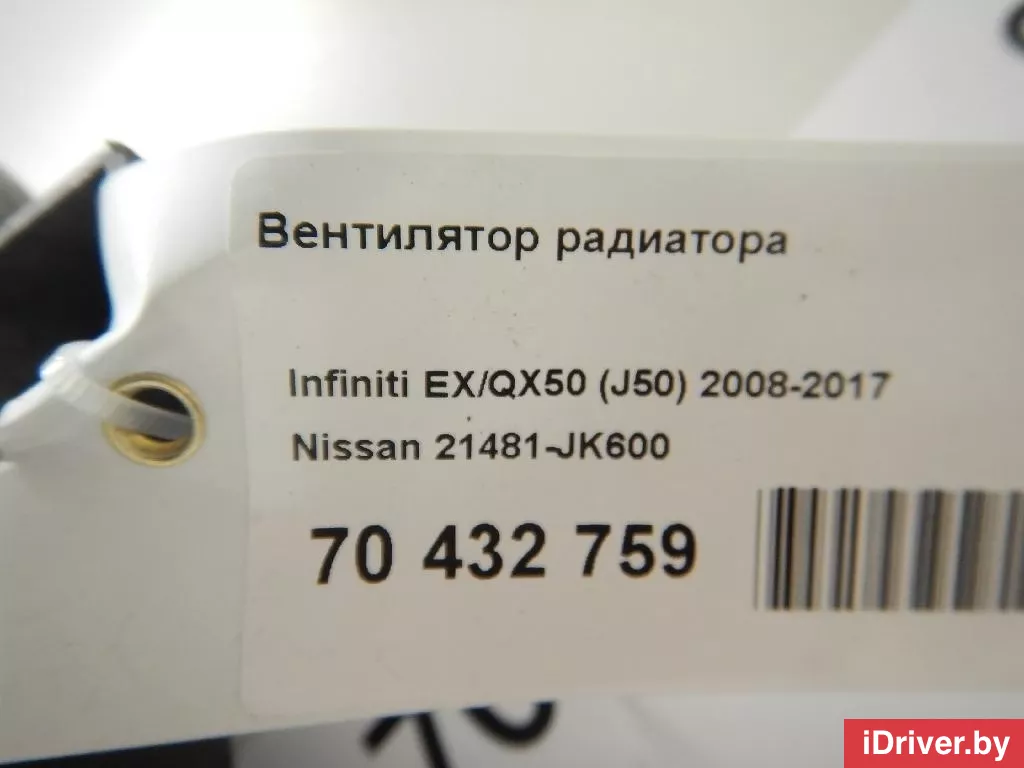 Вентилятор радиатора
Infiniti EX/QX50 (J50) 2008-2017
Nissan 21481-JK600
70 432 759
iDriver.by